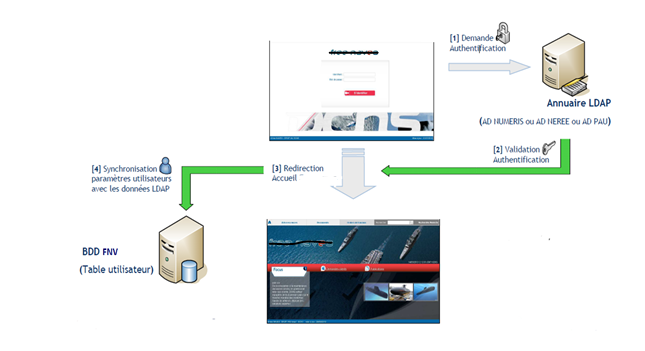 [1] Demande
Authentification
Annuaire LDAP
(AD NUMERIS ou AD NEREE ou AD PAU)
[2] Validation
Authentification
[3] Redirection
Accueil
[4] Synchronisation
paramètres utilisateurs
avec les données LDAP
BDD FNV
(Table utilisateur)
Focus